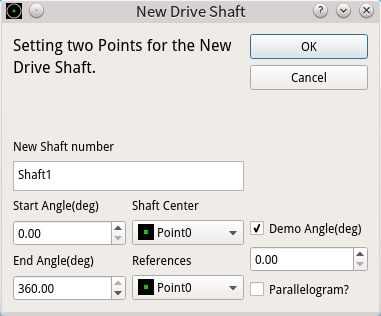 New Drive Shaft
Setting two Points for the New
Drive Shaft.
OK
Cancel
New Shaft number
Shaft1
Start Angle(deg)
Shaft Center
0.00
Point0
Demo Angle(deg)
End Angle(deg)
References
0.00
360.00
Point0
Parallelogram?